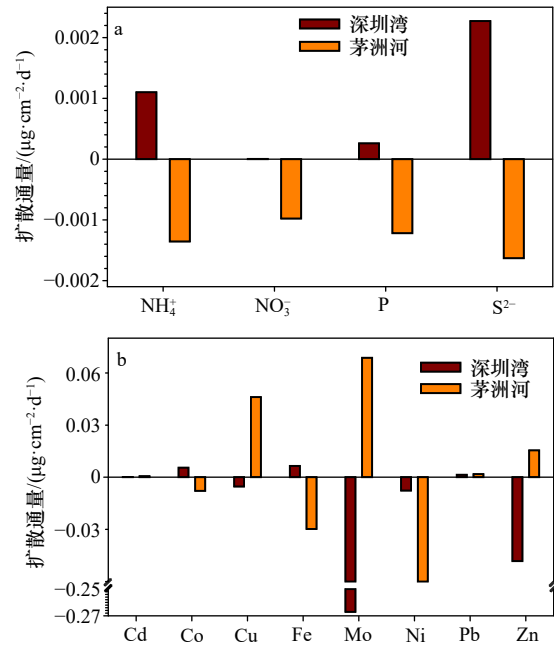 a
深圳湾
茅洲河
扩散通量/(μg·cm⁻²·d⁻¹)
0.002
0.001
0
−0.001
−0.002
NH₄⁺ NO₃⁻ P S²⁻
b
深圳湾
茅洲河
扩散通量/(μg·cm⁻²·d⁻¹)
0.06
0.03
0
−0.03
−0.25
−0.27
Cd Co Cu Fe Mo Ni Pb Zn